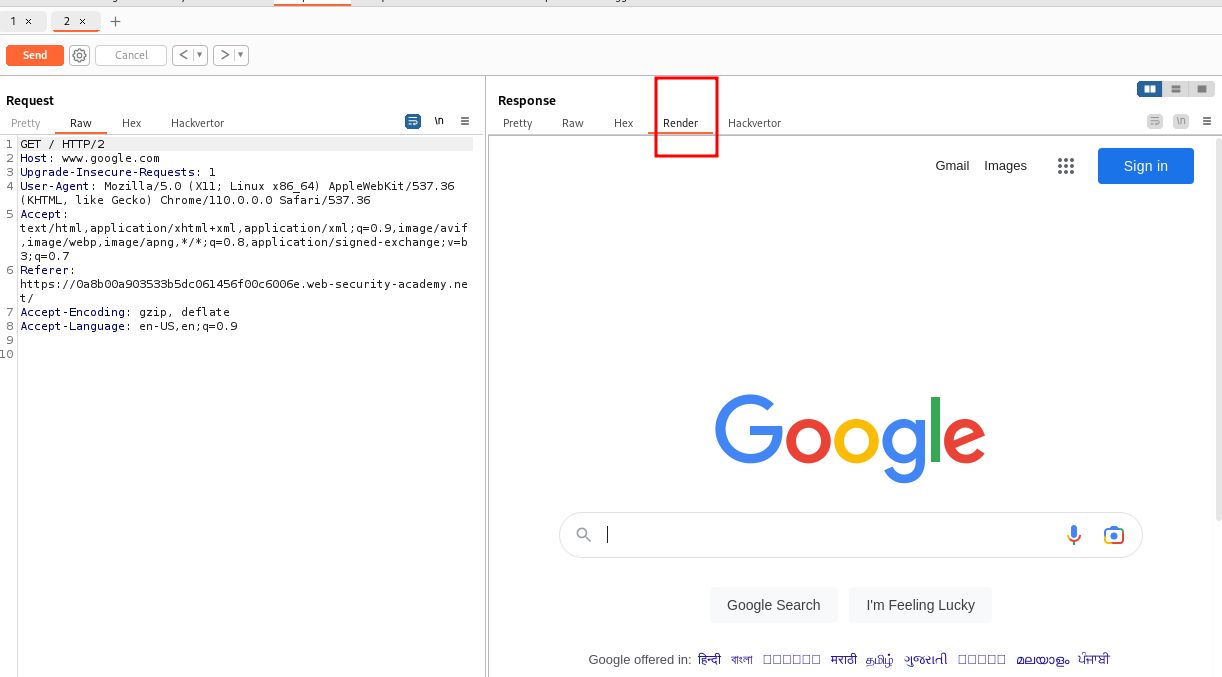 1 × 2 × +
Send Cancel < ▾ > ▾
Request
Pretty Raw Hex Hackvertor \n ≡
1 GET / HTTP/2
2 Host: www.google.com
3 Upgrade-Insecure-Requests: 1
4 User-Agent: Mozilla/5.0 (X11; Linux x86_64) AppleWebKit/537.36
(KHTML, like Gecko) Chrome/110.0.0.0 Safari/537.36
5 Accept:
text/html,application/xhtml+xml,application/xml;q=0.9,image/avif
,image/webp,image/apng,*/*;q=0.8,application/signed-exchange;v=b
3;q=0.7
6 Referer:
https://0a8b00a903533b5dc061456f00c6006e.web-security-academy.ne
t/
7 Accept-Encoding: gzip, deflate
8 Accept-Language: en-US,en;q=0.9
9
10
Response
Pretty Raw Hex Render Hackvertor \n ≡
Gmail Images Sign in
Google
Google Search I'm Feeling Lucky
Google offered in: हिन्दी বাংলা □□□□□□ मराठी தமிழ் ગુજરાતી □□□□□ മലയാളം ਪੰਜਾਬੀ